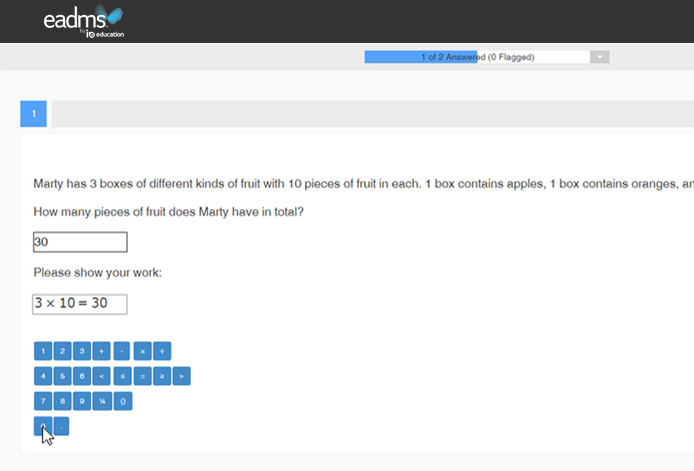 eadms
by io education
1 of 2 Answered (0 Flagged)
1
Marty has 3 boxes of different kinds of fruit with 10 pieces of fruit in each. 1 box contains apples, 1 box contains oranges, an
How many pieces of fruit does Marty have in total?
30
Please show your work:
3 × 10 = 30
1 2 3 + - × ÷
4 5 6 < ≤ = ≥ >
7 8 9 ¼ ()
.